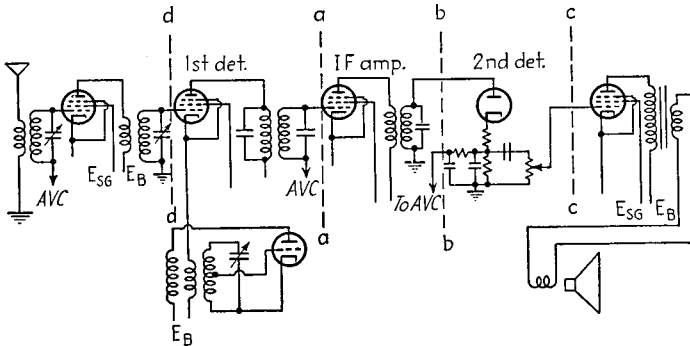 d
a
b
c
1st det.
IF amp.
2nd det.
AVC
E_SG
E_B
AVC
To AVC
d
a
b
c
E_SG
E_B
E_B